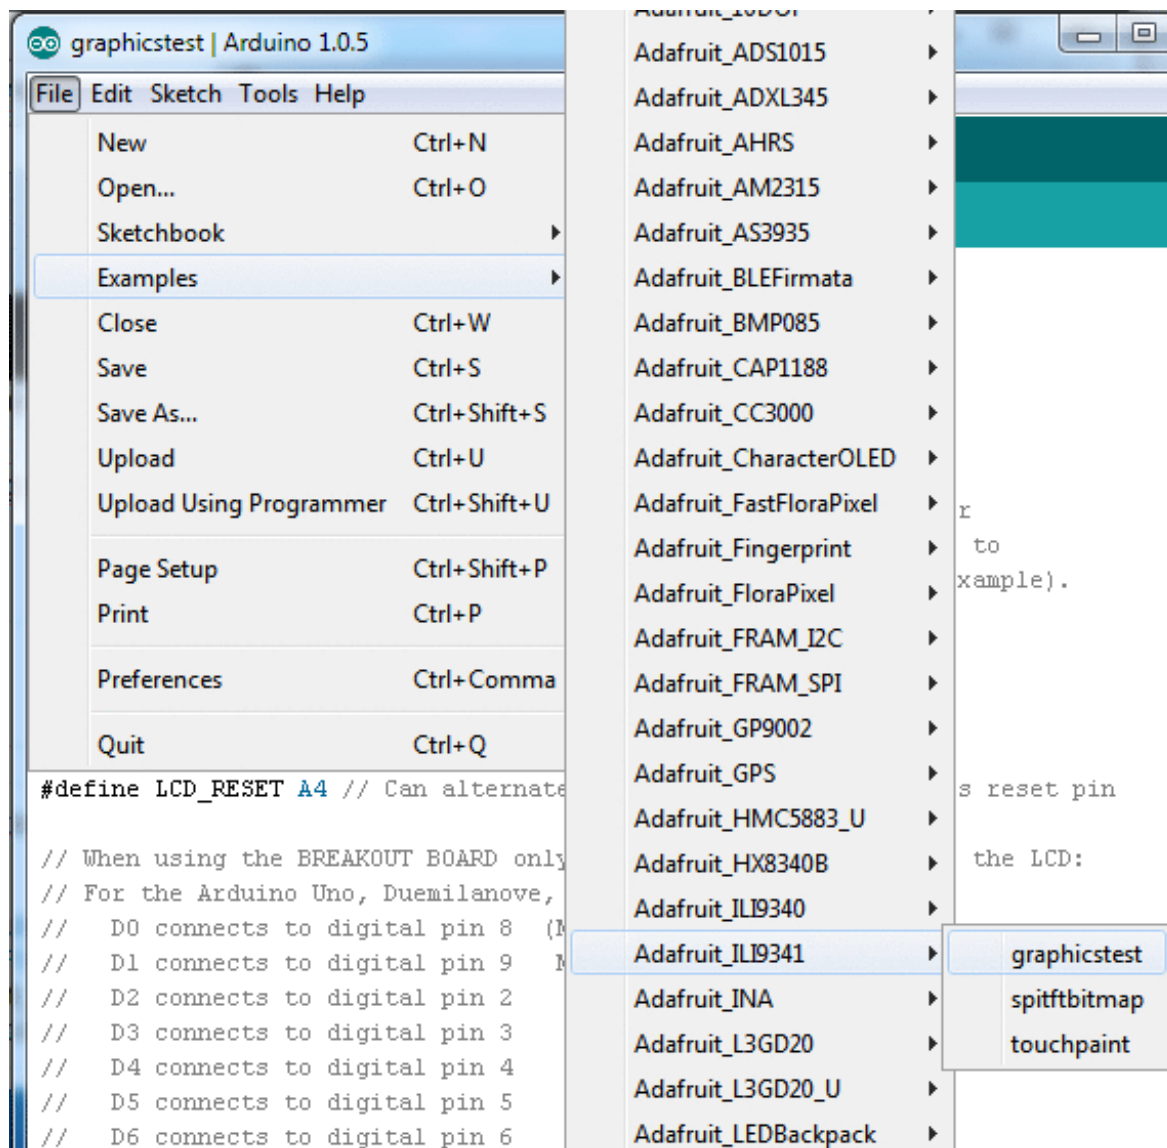 graphicstest | Arduino 1.0.5
File Edit Sketch Tools Help
New Ctrl+N
Open... Ctrl+O
Sketchbook
Examples
Close Ctrl+W
Save Ctrl+S
Save As... Ctrl+Shift+S
Upload Ctrl+U
Upload Using Programmer Ctrl+Shift+U
Page Setup Ctrl+Shift+P
Print Ctrl+P
Preferences Ctrl+Comma
Quit Ctrl+Q
Adafruit_10DOF
Adafruit_ADS1015
Adafruit_ADXL345
Adafruit_AHRS
Adafruit_AM2315
Adafruit_AS3935
Adafruit_BLEFirmata
Adafruit_BMP085
Adafruit_CAP1188
Adafruit_CC3000
Adafruit_CharacterOLED
Adafruit_FastFloraPixel
Adafruit_Fingerprint
Adafruit_FloraPixel
Adafruit_FRAM_I2C
Adafruit_FRAM_SPI
Adafruit_GP9002
Adafruit_GPS
Adafruit_HMC5883_U
Adafruit_HX8340B
Adafruit_ILI9340
Adafruit_ILI9341
Adafruit_INA
Adafruit_L3GD20
Adafruit_L3GD20_U
Adafruit_LEDBackpack
graphicstest
spitftbitmap
touchpaint
r
to
xample).
#define LCD_RESET A4 // Can alternate s reset pin
// When using the BREAKOUT BOARD only the LCD:
// For the Arduino Uno, Duemilanove,
// D0 connects to digital pin 8 (
// D1 connects to digital pin 9
// D2 connects to digital pin 2
// D3 connects to digital pin 3
// D4 connects to digital pin 4
// D5 connects to digital pin 5
// D6 connects to digital pin 6